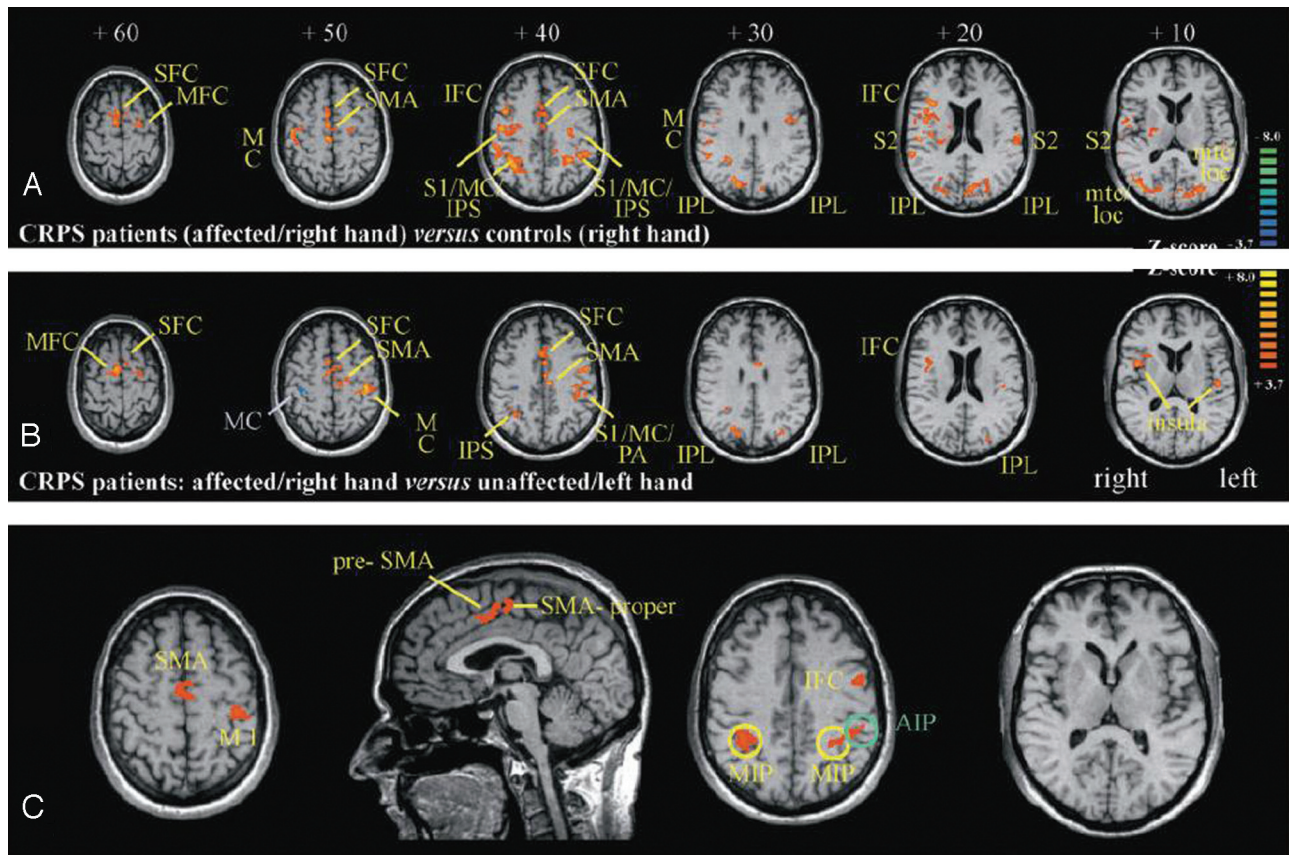 + 60 + 50 + 40 + 30 + 20 + 10
SFC
MFC
SFC
SMA
M
C
IFC
SFC
SMA
S1/MC/
IPS
S1/MC/
IPS
M
C
IPL
IPL
IFC
S2
S2
IPL
IPL
S2
mtc/
loc
mtc/
loc
A
CRPS patients (affected/right hand) versus controls (right hand)
- 8.0
- 3.7
Z-score
Z-score
+ 8.0
+ 3.7
MFC
SFC
SFC
SMA
MC
M
C
SFC
SMA
IPS
S1/MC/
PA
IPL
IPL
IFC
IPL
insula
right left
B
CRPS patients: affected/right hand versus unaffected/left hand
SMA
M1
pre- SMA
SMA- proper
IFC
AIP
MIP
MIP
C